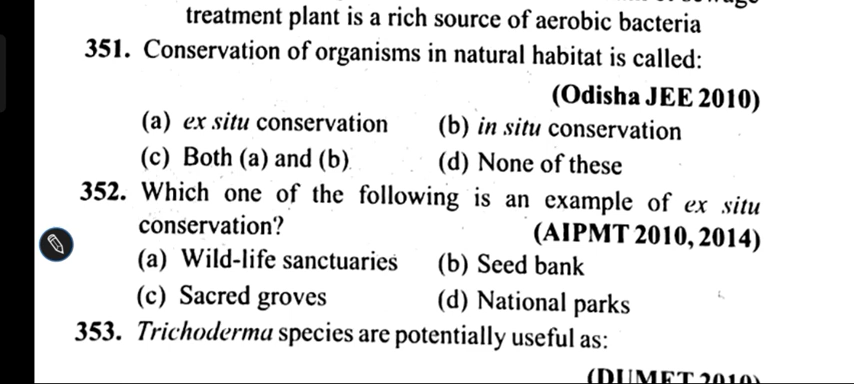 treatment plant is a rich source of aerobic bacteria
351. Conservation of organisms in natural habitat is called:
(Odisha JEE 2010)
(a) ex situ conservation (b) in situ conservation
(c) Both (a) and (b) (d) None of these
352. Which one of the following is an example of ex situ
conservation? (AIPMT 2010, 2014)
(a) Wild-life sanctuaries (b) Seed bank
(c) Sacred groves (d) National parks
353. Trichoderma species are potentially useful as:
(DUMET 2010)